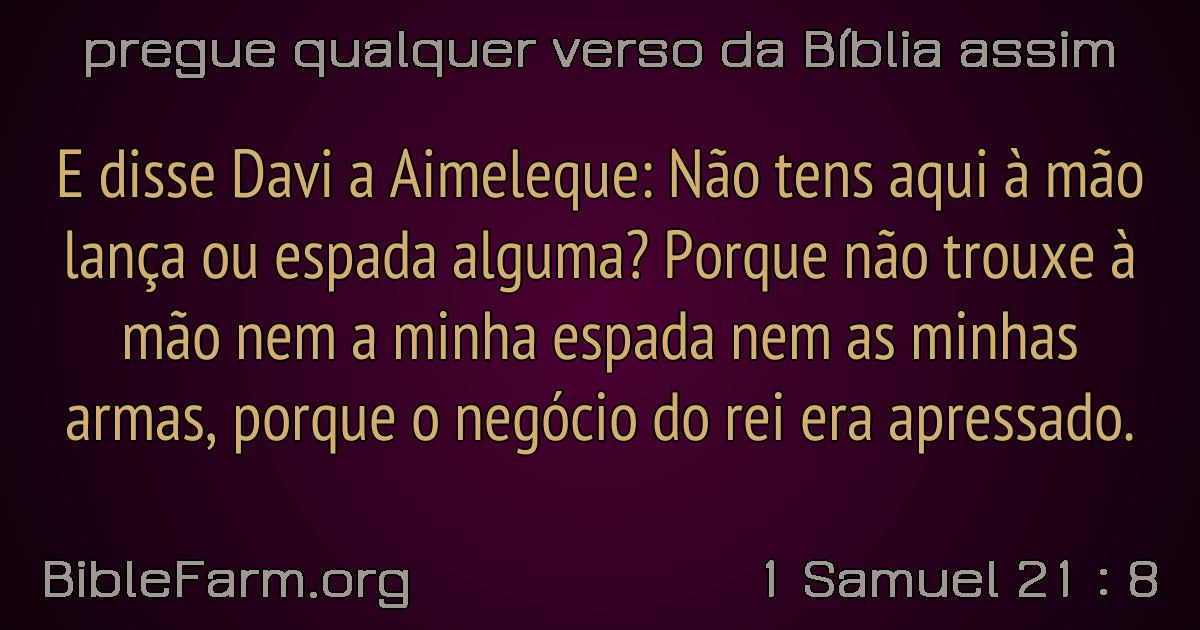 pregue qualquer verso da Bíblia assim
E disse Davi a Aimeleque: Não tens aqui à mão
lança ou espada alguma? Porque não trouxe à
mão nem a minha espada nem as minhas
armas, porque o negócio do rei era apressado.
BibleFarm.org
1 Samuel 21 : 8